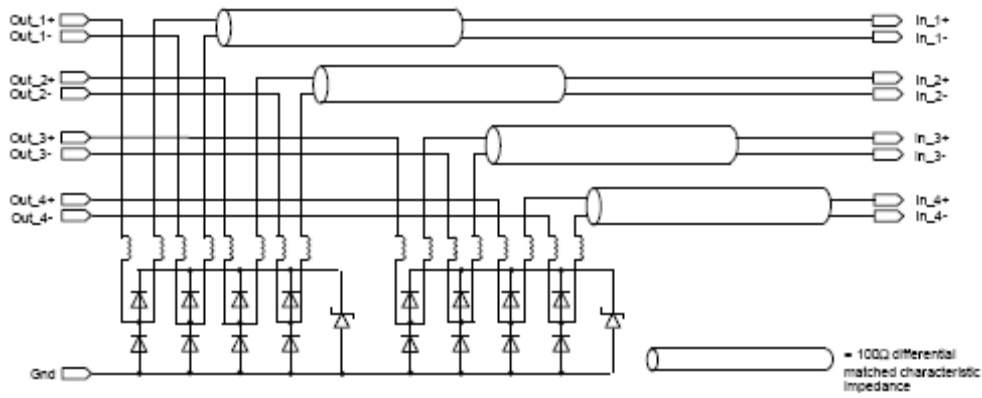 Out_1+
In_1+
Out_1-
In_1-
Out_2+
In_2+
Out_2-
In_2-
Out_3+
In_3+
Out_3-
In_3-
Out_4+
In_4+
Out_4-
In_4-
Gnd
= 100Ω differential
matched characteristic
impedance